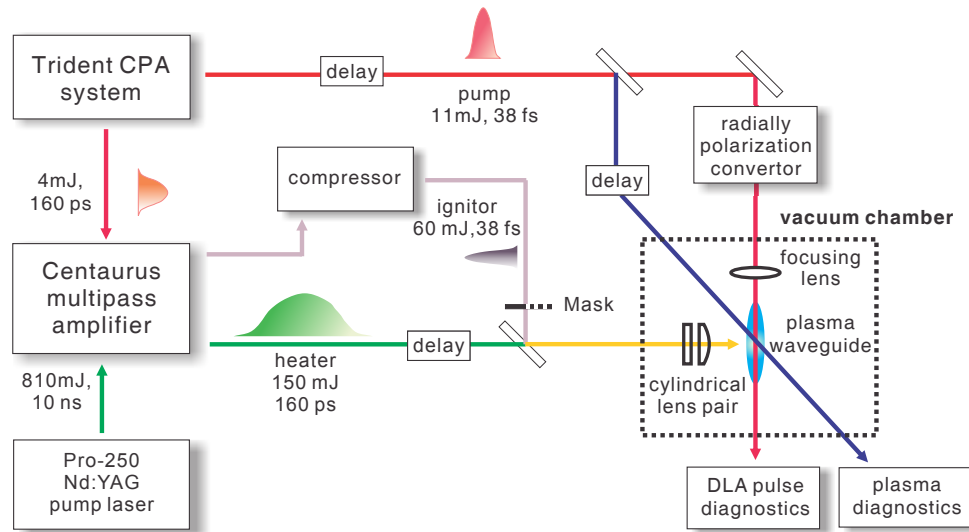 Trident CPA
system
delay
pump
11mJ, 38 fs
radially
polarization
convertor
4mJ,
160 ps
compressor
delay
ignitor
60 mJ,38 fs
vacuum chamber
focusing
lens
Centaurus
multipass
amplifier
Mask
plasma
waveguide
heater
150 mJ
160 ps
delay
cylindrical
lens pair
810mJ,
10 ns
Pro-250
Nd:YAG
pump laser
DLA pulse
diagnostics
plasma
diagnostics